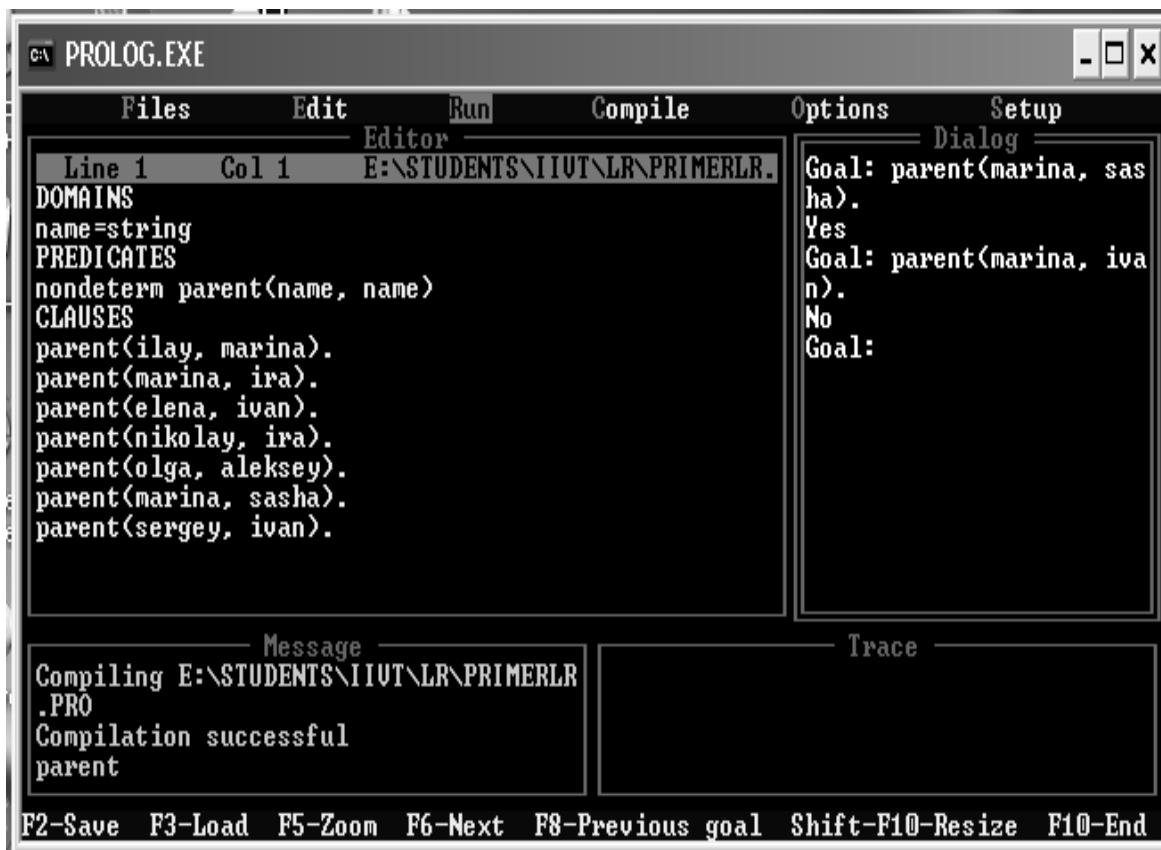 C:\ PROLOG.EXE
Files Edit Run Compile Options Setup
Editor
Line 1 Col 1 E:\STUDENTS\IIVT\LR\PRIMERLR.
DOMAINS
name=string
PREDICATES
nondeterm parent(name, name)
CLAUSES
parent(ilay, marina).
parent(marina, ira).
parent(elena, ivan).
parent(nikolay, ira).
parent(olga, aleksey).
parent(marina, sasha).
parent(sergey, ivan).
Dialog
Goal: parent(marina, sas
ha).
Yes
Goal: parent(marina, iva
n).
No
Goal:
Message
Compiling E:\STUDENTS\IIVT\LR\PRIMERLR
.PRO
Compilation successful
parent
Trace
F2-Save F3-Load F5-Zoom F6-Next F8-Previous goal Shift-F10-Resize F10-End